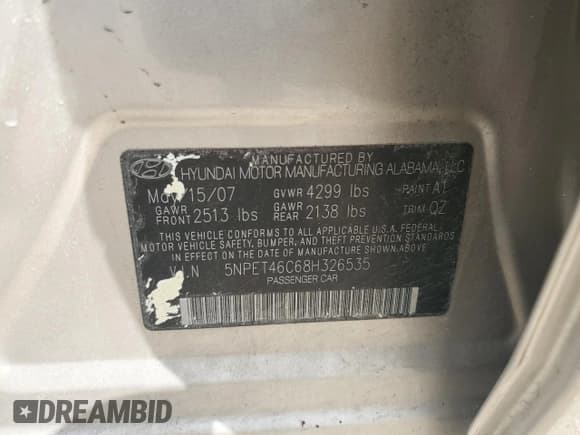 MANUFACTURED BY
HYUNDAI MOTOR MANUFACTURING ALABAMA, LLC
15/07 GVWR 4299 lbs PAINT A1
GAWR FRONT 2513 lbs GAWR REAR 2138 lbs TRIM QZ
THIS VEHICLE CONFORMS TO ALL APPLICABLE U.S.A. FEDERAL
MOTOR VEHICLE SAFETY, BUMPER, AND THEFT PREVENTION STANDARDS
IN EFFECT ON THE DATE OF MANUFACTURE SHOWN ABOVE
V.I.N 5NPET46C68H326535
PASSENGER CAR
DREAMBID